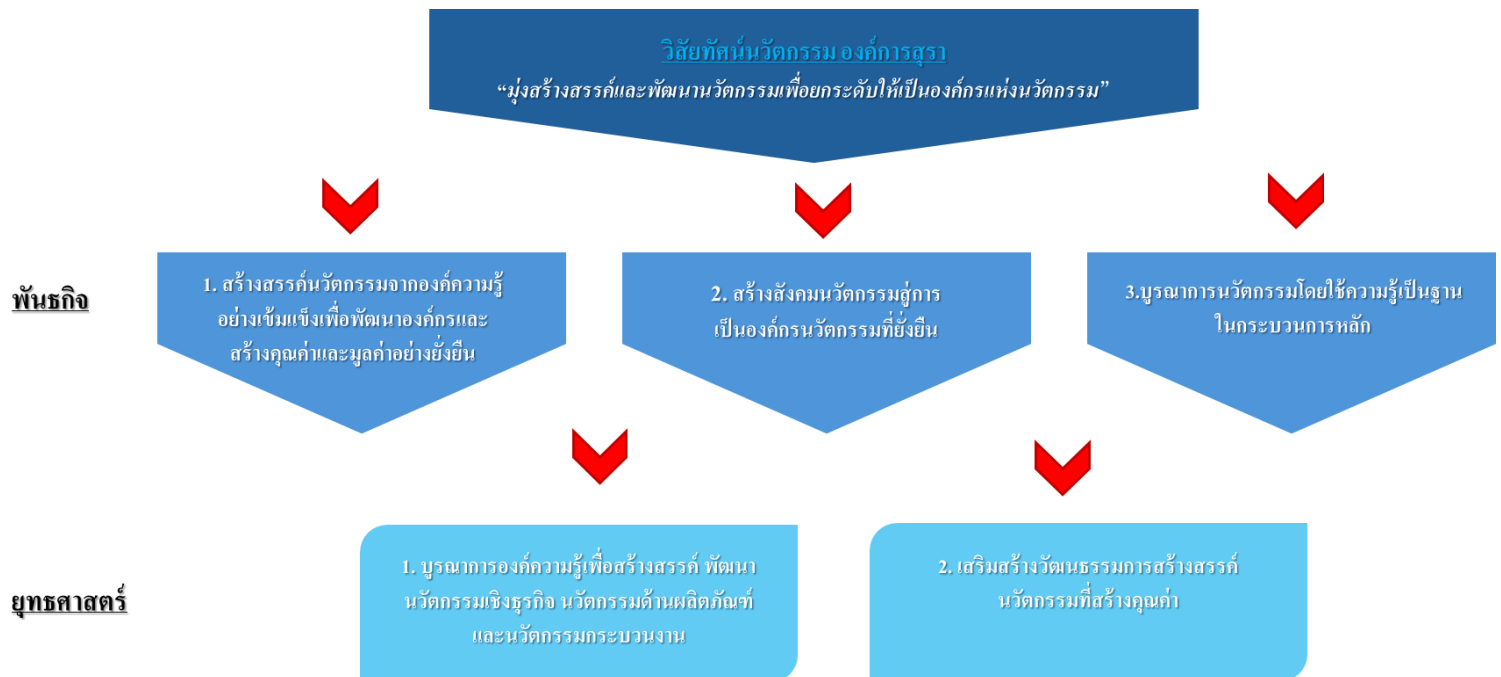 วิสัยทัศน์นวัตกรรม องค์การสุรา
“มุ่งสร้างสรรค์และพัฒนานวัตกรรมเพื่อยกระดับให้เป็นองค์กรแห่งนวัตกรรม”
พันธกิจ
1. สร้างสรรค์นวัตกรรมจากองค์ความรู้
อย่างเข้มแข็งเพื่อพัฒนาองค์กรและ
สร้างคุณค่าและมูลค่าอย่างยั่งยืน
2. สร้างสังคมนวัตกรรมสู่การ
เป็นองค์กรนวัตกรรมที่ยั่งยืน
3.บูรณาการนวัตกรรมโดยใช้ความรู้เป็นฐาน
ในกระบวนการหลัก
ยุทธศาสตร์
1. บูรณาการองค์ความรู้เพื่อสร้างสรรค์ พัฒนา
นวัตกรรมเชิงธุรกิจ นวัตกรรมด้านผลิตภัณฑ์
และนวัตกรรมกระบวนงาน
2. เสริมสร้างวัฒนธรรมการสร้างสรรค์
นวัตกรรมที่สร้างคุณค่า